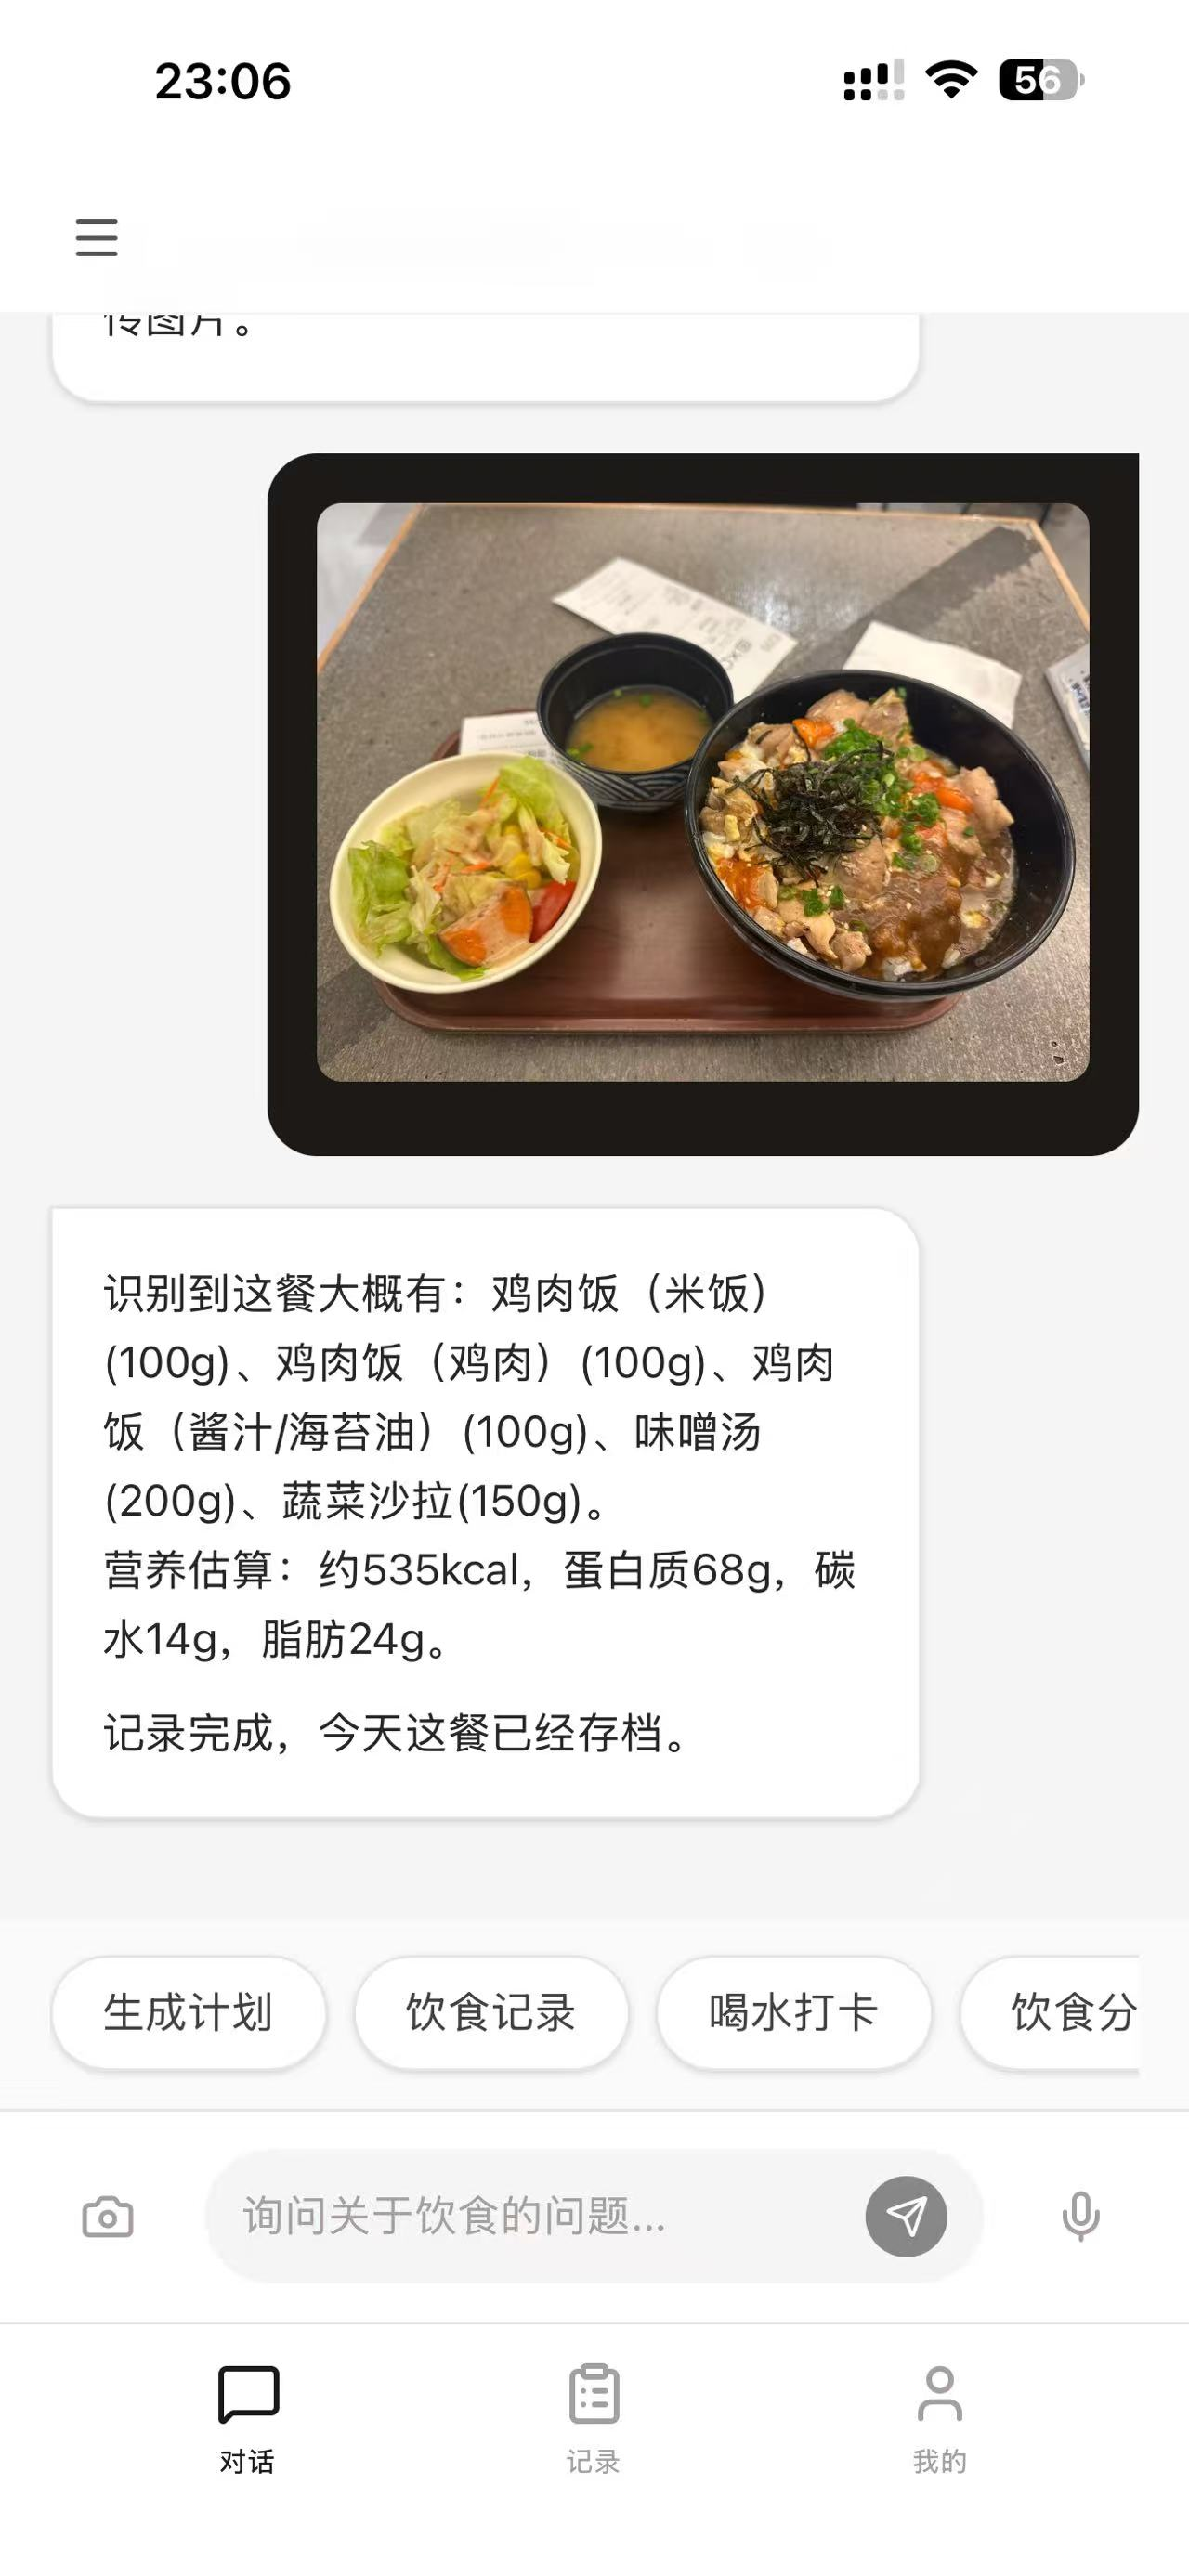 23:06
56
传图片。
识别到这餐大概有：鸡肉饭（米饭）
(100g)、鸡肉饭（鸡肉）(100g)、鸡肉
饭（酱汁/海苔油）(100g)、味噌汤
(200g)、蔬菜沙拉(150g)。
营养估算：约535kcal，蛋白质68g，碳
水14g，脂肪24g。
记录完成，今天这餐已经存档。
生成计划
饮食记录
喝水打卡
饮食分
询问关于饮食的问题...
对话
记录
我的